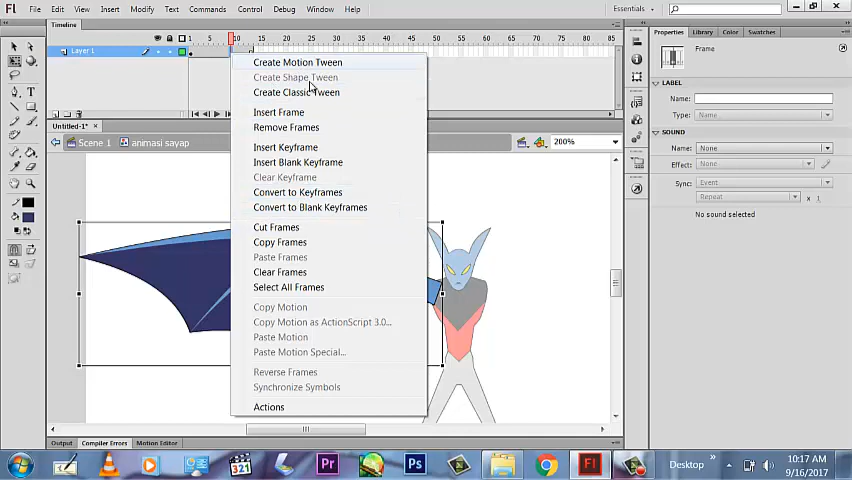 Fl File Edit View Insert Modify Text Commands Control Debug Window Help Essentials
Timeline
1 5 10 15 20 25 30 35 40 45 50 55 60 65 70 75 80 85
Layer 1
Untitled-1*
Scene 1 animasi sayap 200%
Create Motion Tween
Create Shape Tween
Create Classic Tween
Insert Frame
Remove Frames
Insert Keyframe
Insert Blank Keyframe
Clear Keyframe
Convert to Keyframes
Convert to Blank Keyframes
Cut Frames
Copy Frames
Paste Frames
Clear Frames
Select All Frames
Copy Motion
Copy Motion as ActionScript 3.0...
Paste Motion
Paste Motion Special...
Reverse Frames
Synchronize Symbols
Actions
Properties Library Color Swatches
Frame
LABEL
Name:
Type: Name
SOUND
Name: None
Effect: None
Sync: Event
Repeat x 1
No sound selected
Output Compiler Errors Motion Editor
321 Pr Ps Fl Desktop 10:17 AM
9/16/2017